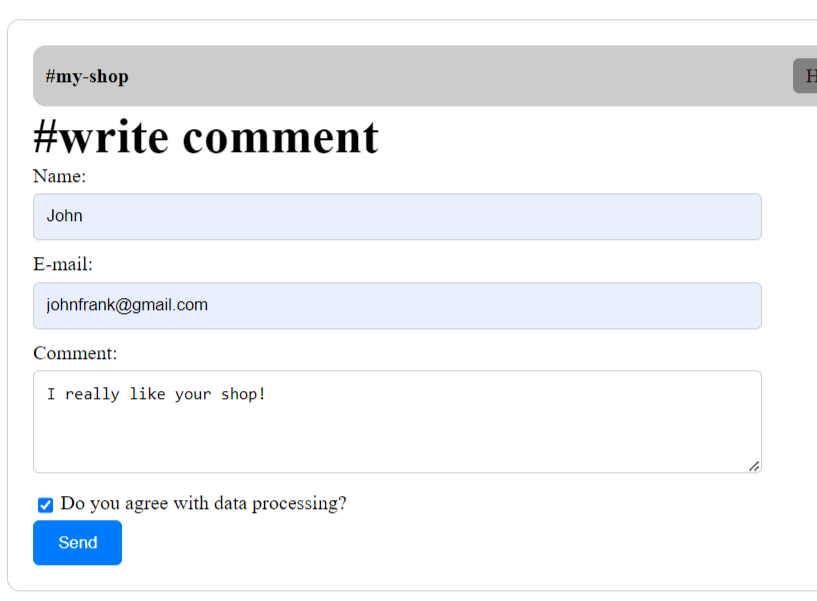 #my-shop H
#write comment
Name:
John
E-mail:
johnfrank@gmail.com
Comment:
I really like your shop!
Do you agree with data processing?
Send